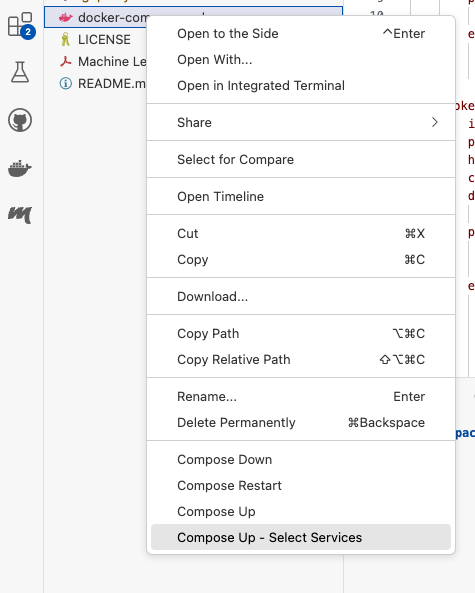 docker-com
Open to the Side ^Enter
LICENSE
Open With...
Machine Le
Open in Integrated Terminal
README.m
2
Share
Select for Compare
Open Timeline
Cut ⌘X
Copy ⌘C
Download...
Copy Path ⌥⌘C
Copy Relative Path ⇧⌥⌘C
Rename... Enter
Delete Permanently ⌘Backspace
Compose Down
Compose Restart
Compose Up
Compose Up - Select Services
oke
i
p
h
c
d
p
e
pac